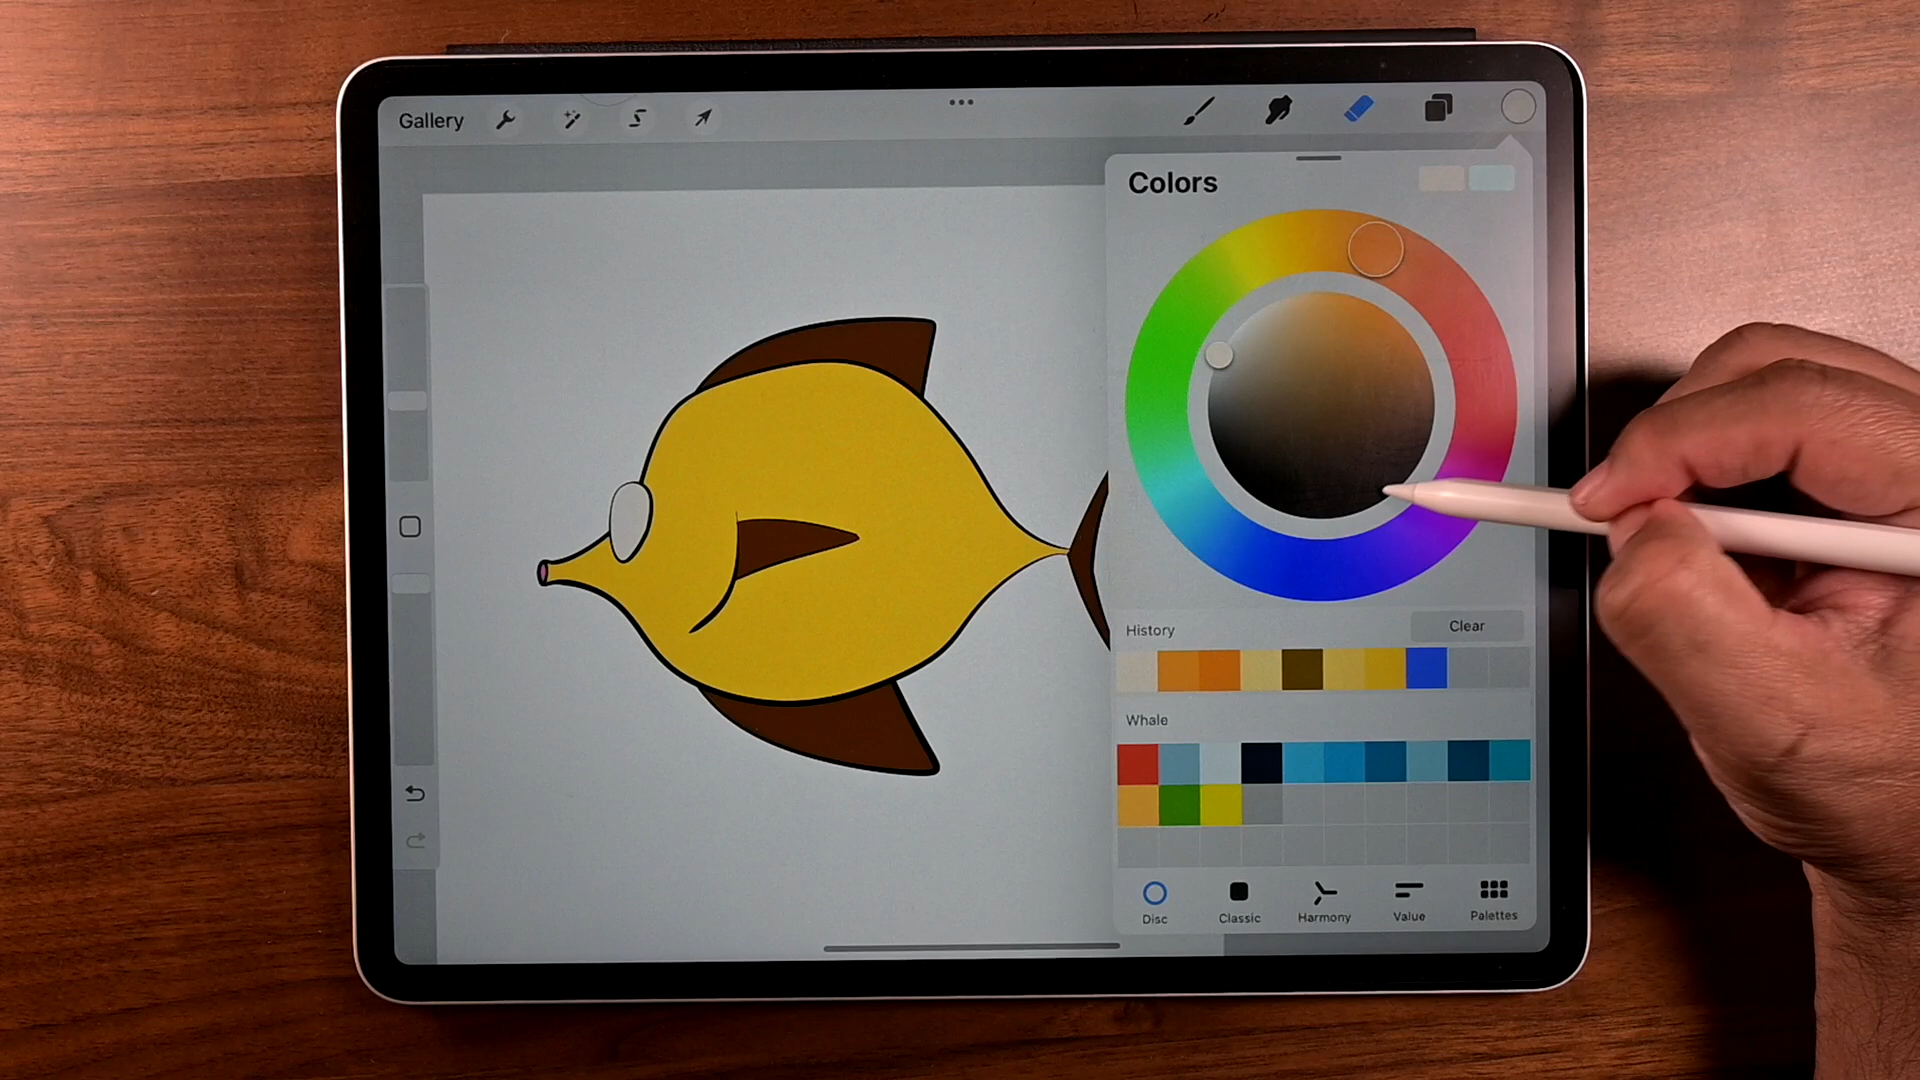 Gallery
Colors
History
Clear
Whale
Disc
Classic
Harmony
Value
Palettes